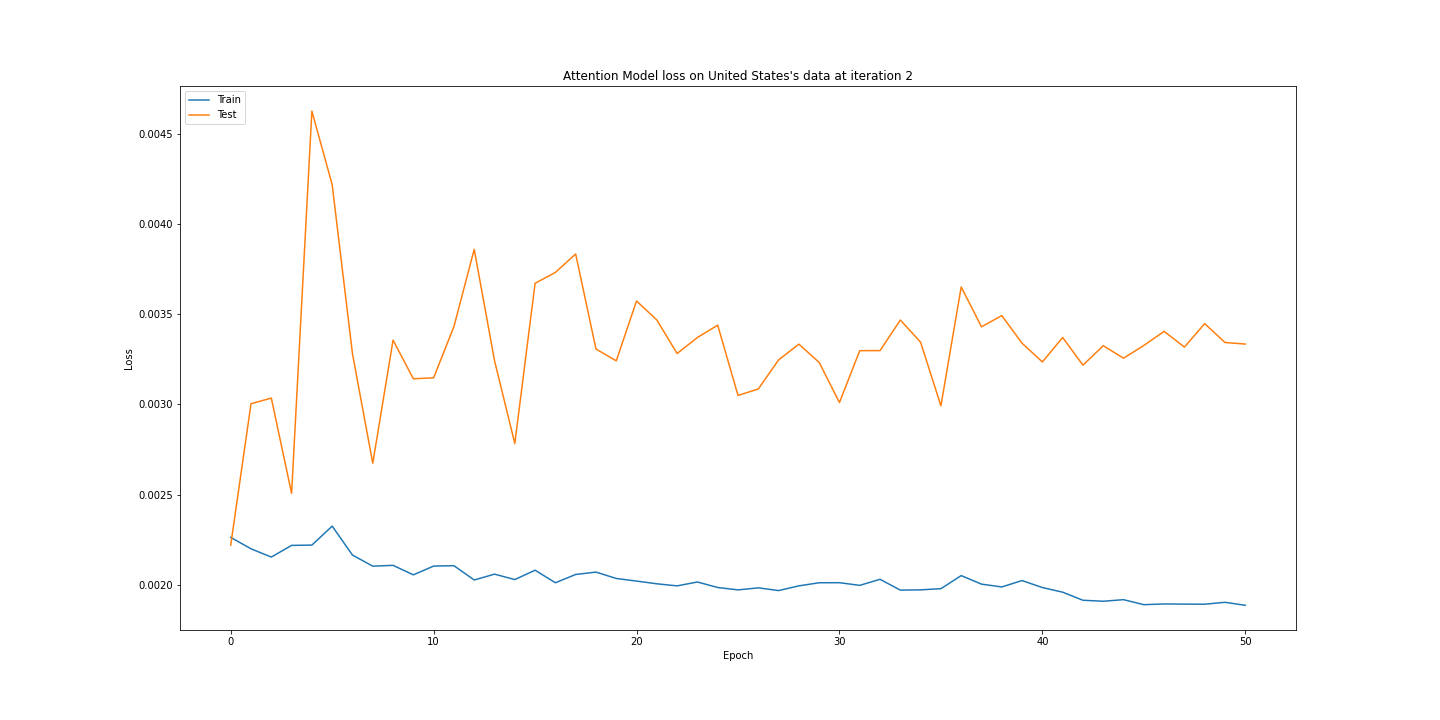 Attention Model loss on United States's data at iteration 2
Train
Test
0.0045
0.0040
0.0035
0.0030
0.0025
0.0020
Loss
0 10 20 30 40 50
Epoch